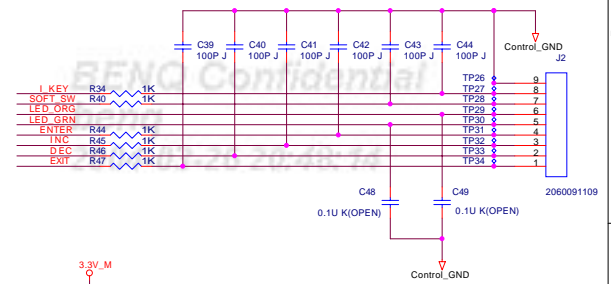 C39 C40 C41 C42 C43 C44
100P J 100P J 100P J 100P J 100P J 100P J
Control_GND
J2
BENQ Confidential
I_KEY R34 1K TP26 9
SOFT_SW R40 1K TP27 8
LED_ORG TP28 7
LED_GRN TP29 6
ENTER R44 1K TP30 5
INC R45 1K TP31 4
DEC R46 1K TP32 3
EXIT R47 1K TP33 2
TP34 1
C48 C49
0.1U K(OPEN) 0.1U K(OPEN)
2060091109
3.3V_M
Control_GND